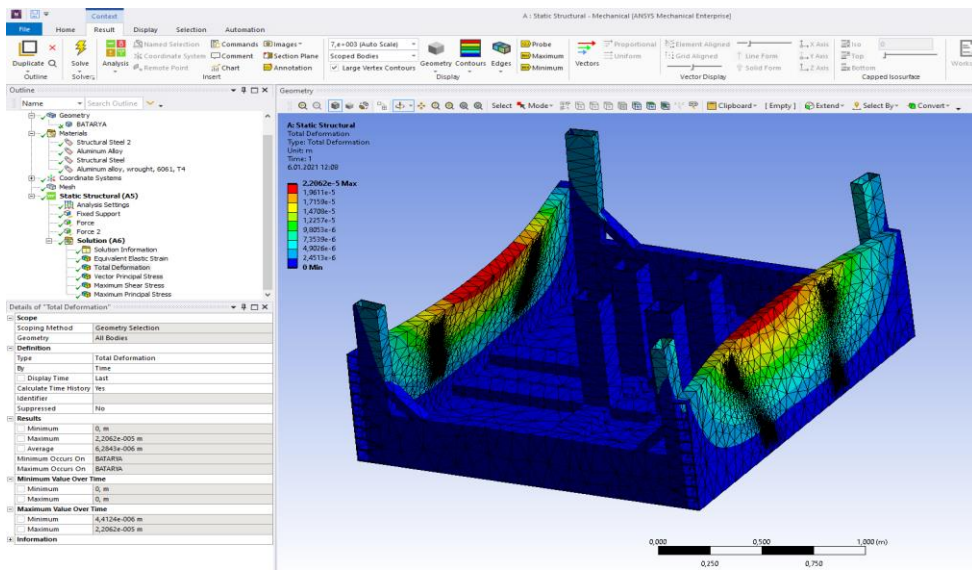 Context
A : Static Structural - Mechanical [ANSYS Mechanical Enterprise]
File Home Result Display Selection Automation
Named Selection Commands Images 7,e+003 (Auto Scale) Probe Proportional Element Aligned X Axis Iso 0
Coordinate System Comment Section Plane Scoped Bodies Maximum Uniform Grid Aligned Line Form Y Axis Top
Duplicate Solve Analysis Remote Point Chart Annotation Large Vertex Contours Geometry Contours Edges Minimum Vectors Solid Form Z Axis Bottom
Outline Insert Display Vector Display Capped Isosurface
Outline
Name Search Outline
Geometry
BATARYA
Materials
Structural Steel 2
Aluminum Alloy
Structural Steel
Aluminum alloy, wrought, 6061, T4
Coordinate Systems
Mesh
Static Structural (A5)
Analysis Settings
Fixed Support
Force
Force 2
Solution (A6)
Solution Information
Equivalent Elastic Strain
Total Deformation
Vector Principal Stress
Maximum Shear Stress
Maximum Principal Stress
Details of "Total Deformation"
Scope
Scoping Method Geometry Selection
Geometry All Bodies
Definition
Type Total Deformation
By Time
Display Time Last
Calculate Time History Yes
Identifier
Suppressed No
Results
Minimum 0, m
Maximum 2,2062e-005 m
Average 6,2843e-006 m
Minimum Occurs On BATARYA
Maximum Occurs On BATARYA
Minimum Value Over Time
Minimum 0, m
Maximum 0, m
Maximum Value Over Time
Minimum 4,4124e-006 m
Maximum 2,2062e-005 m
Information
Geometry
Select Mode Clipboard [Empty] Extend Select By Convert
A: Static Structural
Total Deformation
Type: Total Deformation
Unit: m
Time: 1
6.01.2021 12:08
2,2062e-5 Max
1,9611e-5
1,7159e-5
1,4708e-5
1,2257e-5
9,8053e-6
7,3539e-6
4,9026e-6
2,4513e-6
0 Min
0,000 0,500 1,000 (m)
0,250 0,750